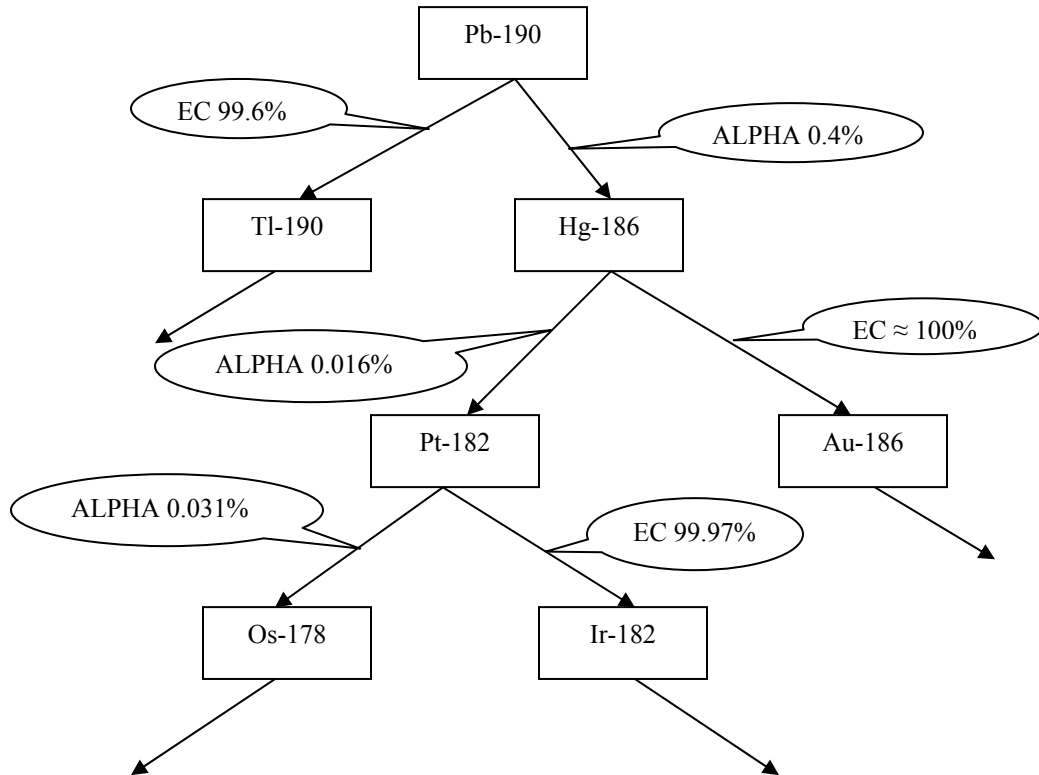 Pb-190
EC 99.6%
ALPHA 0.4%
Tl-190
Hg-186
EC ≈ 100%
ALPHA 0.016%
Pt-182
Au-186
ALPHA 0.031%
EC 99.97%
Os-178
Ir-182